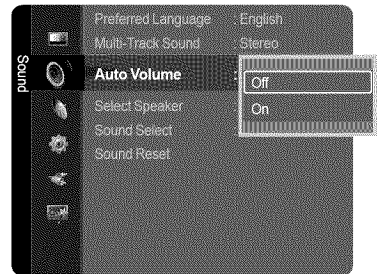 Sound
Preferred Language : English
Multi-Track Sound : Stereo
Auto Volume :
Off
On
Select Speaker :
Sound Select
Sound Reset